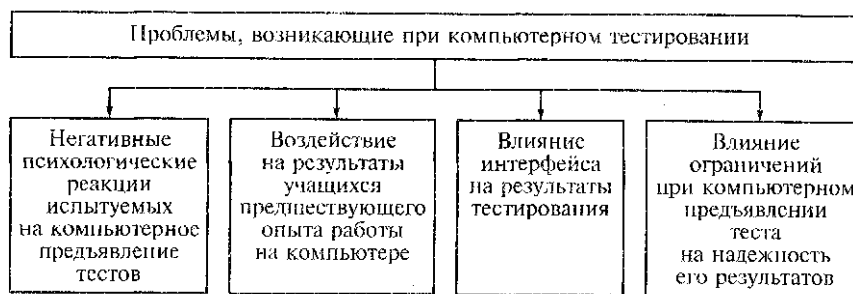 Проблемы, возникающие при компьютерном тестировании
Негативные
психологические
реакции
испытуемых
на компьютерное
предъявление
тестов
Воздействие
на результаты
учащихся
предшествующего
опыта работы
на компьютере
Влияние
интерфейса
на результаты
тестирования
Влияние
ограничений
при компьютерном
предъявлении
теста
на надежность
его результатов